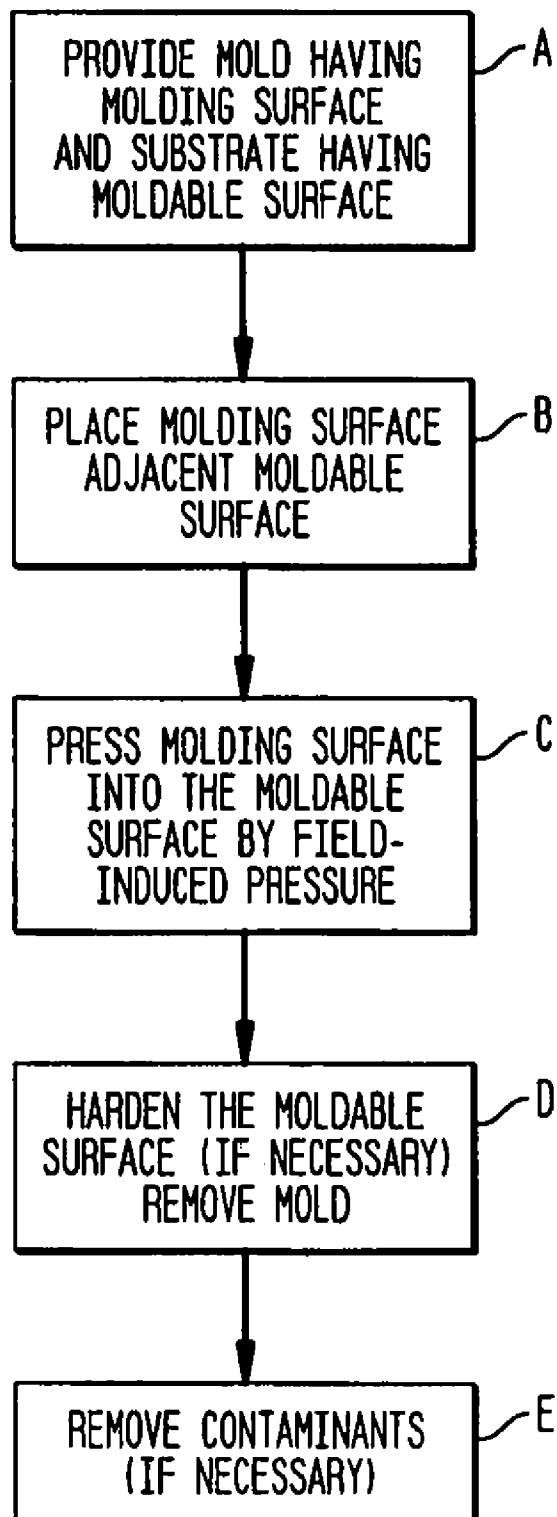 PROVIDE MOLD HAVING
MOLDING SURFACE
AND SUBSTRATE HAVING
MOLDABLE SURFACE
A
PLACE MOLDING SURFACE
ADJACENT MOLDABLE
SURFACE
B
PRESS MOLDING SURFACE
INTO THE MOLDABLE
SURFACE BY FIELD-
INDUCED PRESSURE
C
HARDEN THE MOLDABLE
SURFACE (IF NECESSARY)
REMOVE MOLD
D
REMOVE CONTAMINANTS
(IF NECESSARY)
E